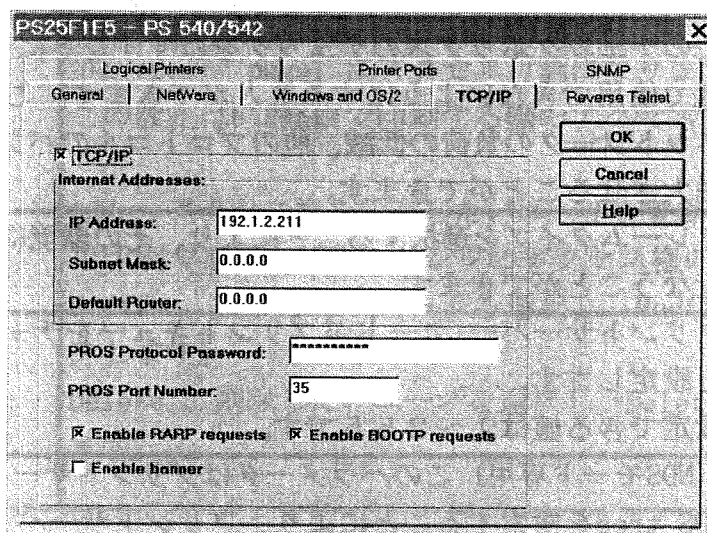 PS25F1F5 - PS 540/542
Logical Printers
Printer Ports
SNMP
General
NetWare
Windows and OS/2
TCP/IP
Reverse Telnet
TCP/IP
Internet Addresses:
IP Address:
192.1.2.211
Subnet Mask:
0.0.0.0
Default Router:
0.0.0.0
PROS Protocol Password:
**********
PROS Port Number:
35
Enable RARP requests
Enable BOOTP requests
Enable banner
OK
Cancel
Help